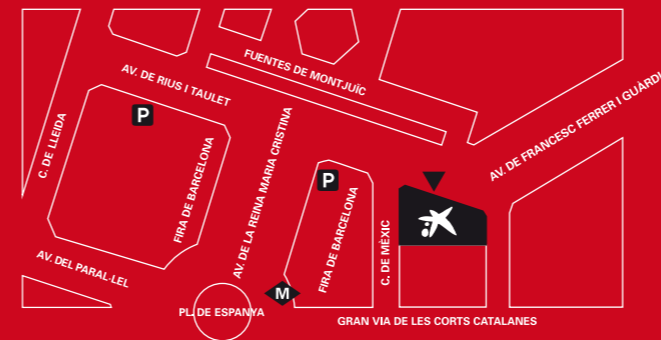 FUENTES DE MONTJUÏC
AV. DE RIUS I TAULET
AV. DE FRANCESC FERRER I GUÀRDI
P
C. DE LLEIDA
FIRA DE BARCELONA
AV. DE LA REINA MARIA CRISTINA
P
FIRA DE BARCELONA
C. DE MÈXIC
AV. DEL PARAL·LEL
M
PL. DE ESPANYA
GRAN VIA DE LES CORTS CATALANES